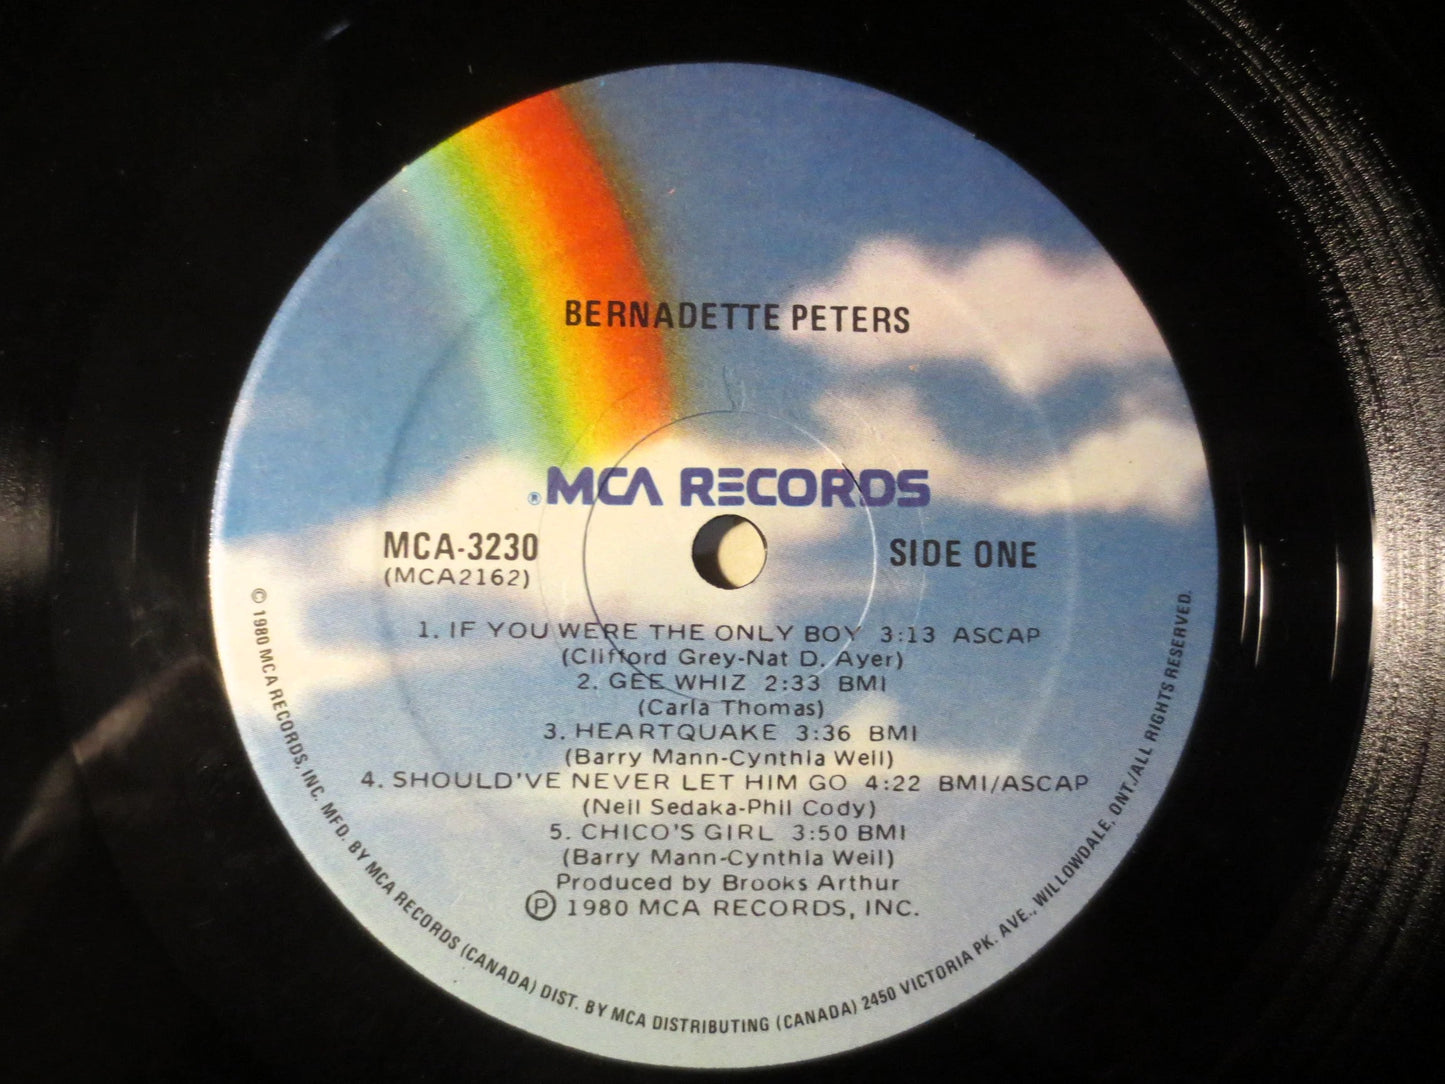 BERNADETTE PETERS
® MCA RECORDS
MCA-3230
(MCA2162)
SIDE ONE
1. IF YOU WERE THE ONLY BOY 3:13 ASCAP
(Clifford Grey-Nat D. Ayer)
2. GEE WHIZ 2:33 BMI
(Carla Thomas)
3. HEARTQUAKE 3:36 BMI
(Barry Mann-Cynthia Weil)
4. SHOULD'VE NEVER LET HIM GO 4:22 BMI/ASCAP
(Neil Sedaka-Phil Cody)
5. CHICO'S GIRL 3:50 BMI
(Barry Mann-Cynthia Weil)
Produced by Brooks Arthur
Ⓟ 1980 MCA RECORDS, INC.
© 1980 MCA RECORDS, INC. MFD. BY MCA RECORDS (CANADA) DIST. BY MCA DISTRIBUTING (CANADA) 2450 VICTORIA PK. AVE., WILLOWDALE, ONT./ALL RIGHTS RESERVED.